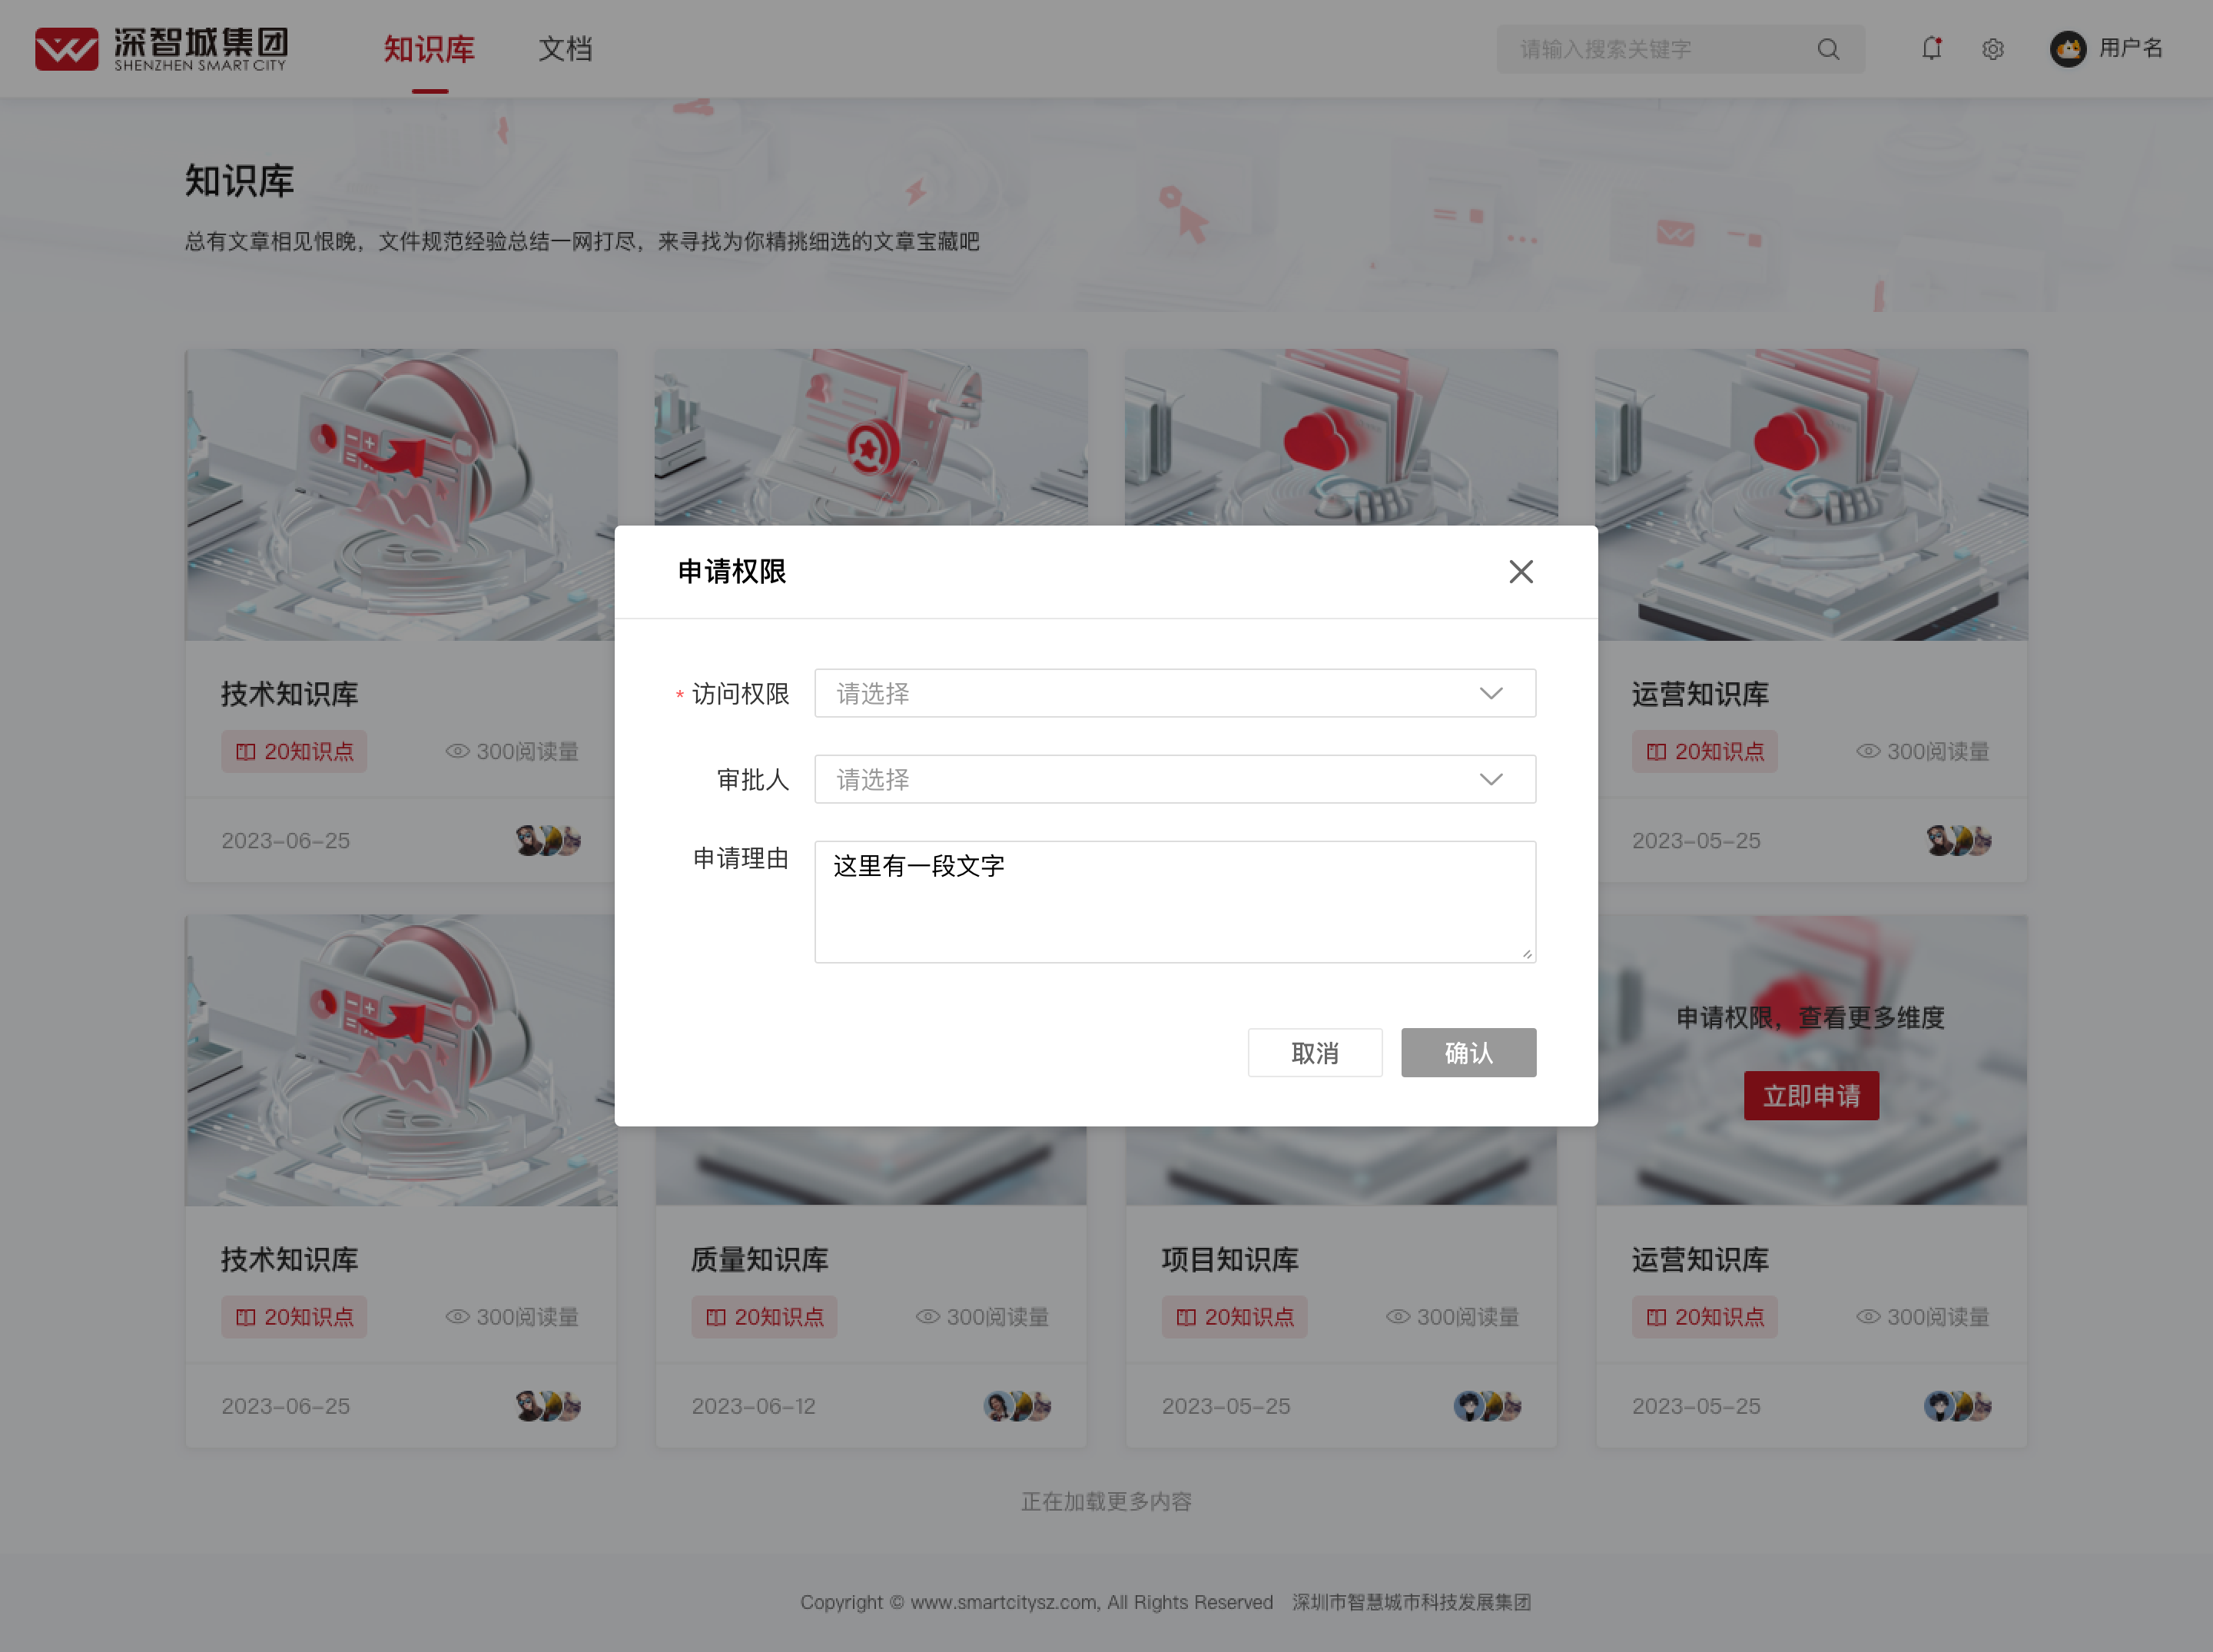 深智城集团
SHENZHEN SMART CITY
知识库
文档
请输入搜索关键字
用户名
知识库
总有文章相见恨晚，文件规范经验总结一网打尽，来寻找为你精挑细选的文章宝藏吧
申请权限
* 访问权限
请选择
审批人
请选择
申请理由
这里有一段文字
取消
确认
技术知识库
20知识点
300阅读量
2023-06-25
运营知识库
20知识点
300阅读量
2023-05-25
申请权限，查看更多维度
立即申请
技术知识库
20知识点
300阅读量
2023-06-25
质量知识库
20知识点
300阅读量
2023-06-12
项目知识库
20知识点
300阅读量
2023-05-25
运营知识库
20知识点
300阅读量
2023-05-25
正在加载更多内容
Copyright © www.smartcitysz.com, All Rights Reserved 深圳市智慧城市科技发展集团